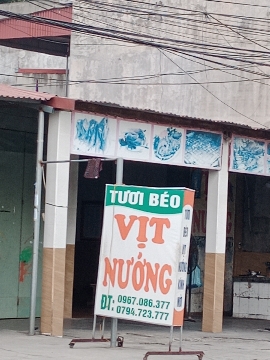 TƯƠI BÉO
VỊT
NƯỚNG
ĐT: 0967.086.377
0794.723.777